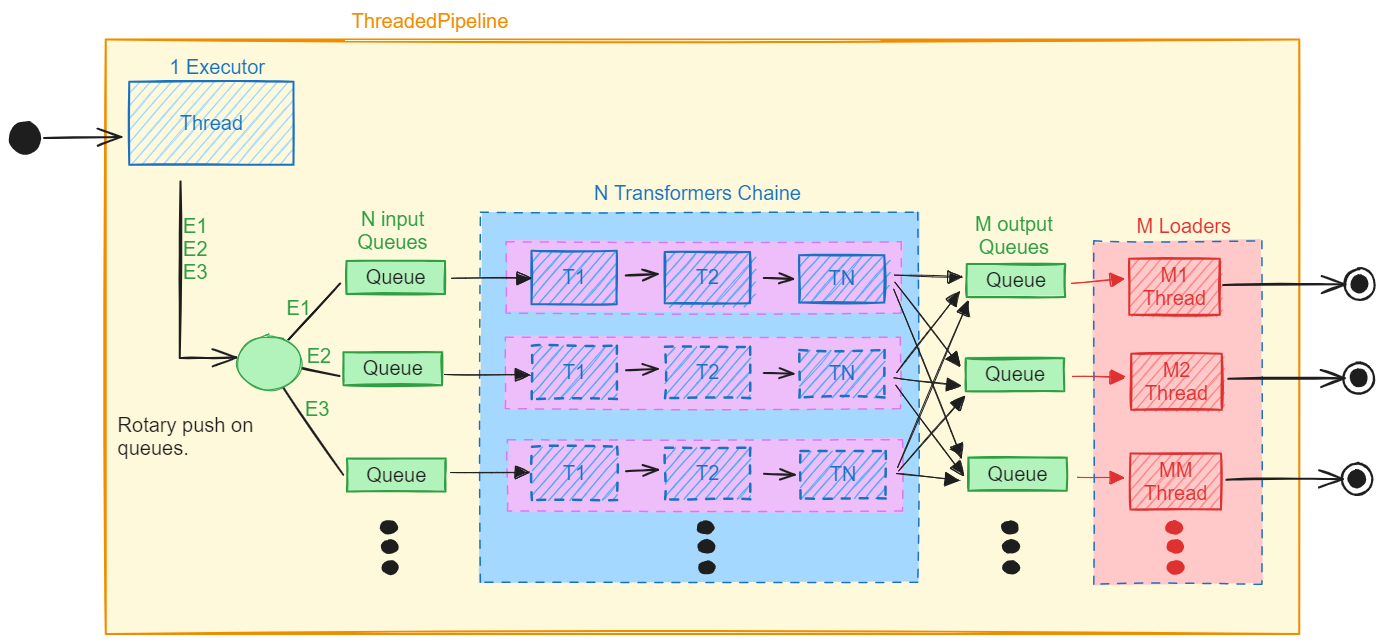 ThreadedPipeline
1 Executor
Thread
E1
E2
E3
Rotary push on
queues.
E1
E2
E3
N input
Queues
Queue
Queue
Queue
N Transformers Chaine
T1
T2
TN
T1
T2
TN
T1
T2
TN
M output
Queues
Queue
Queue
Queue
M Loaders
M1
Thread
M2
Thread
MM
Thread